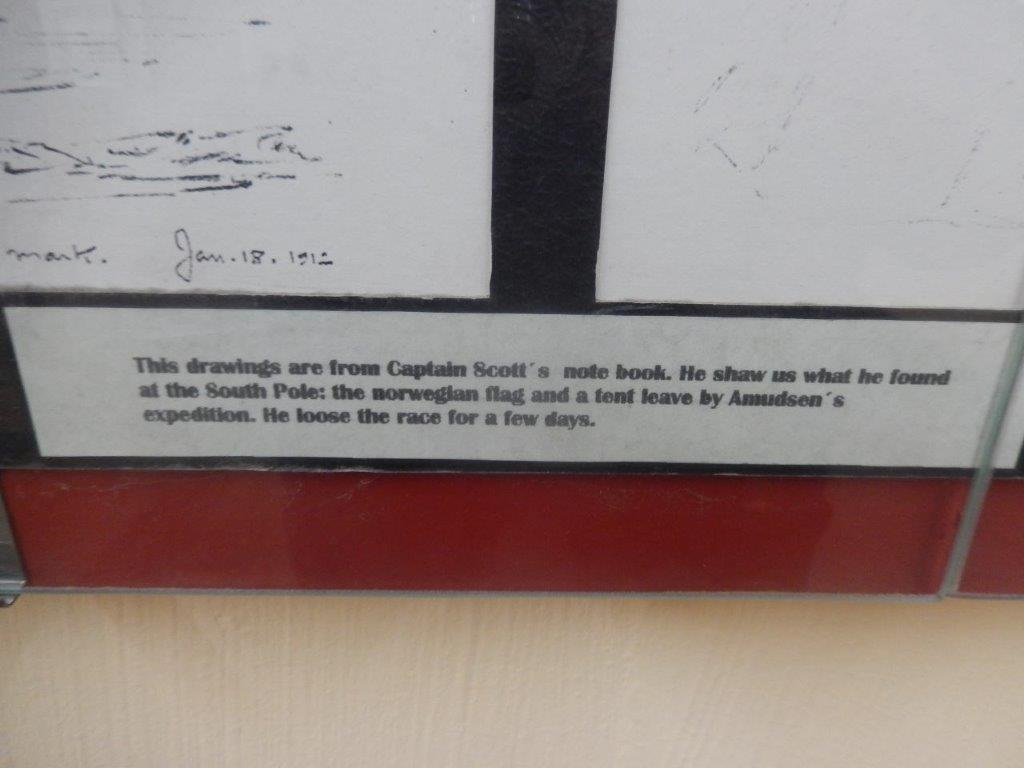 mark. Jan. 18. 1912
This drawings are from Captain Scott´s note book. He shaw us what he found
at the South Pole: the norwegian flag and a tent leave by Amudsen´s
expedition. He loose the race for a few days.